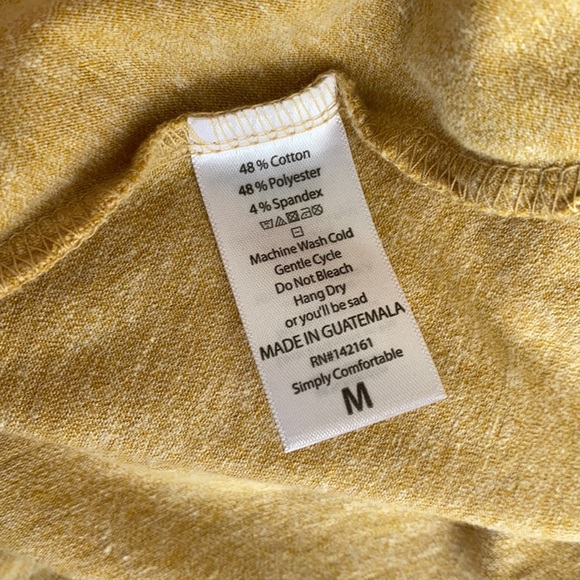 48 % Cotton
48 % Polyester
4 % Spandex
Machine Wash Cold
Gentle Cycle
Do Not Bleach
Hang Dry
or you'll be sad
MADE IN GUATEMALA
RN#142161
Simply Comfortable
M